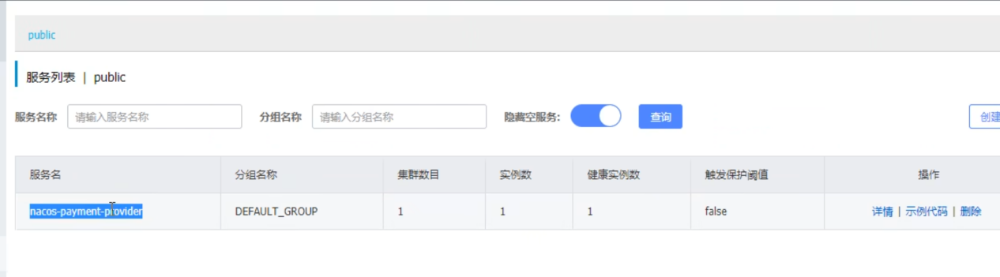 public
服务列表 | public
服务名称 请输入服务名称 分组名称 请输入分组名称 隐藏空服务: 查询 创建
服务名 分组名称 集群数目 实例数 健康实例数 触发保护阈值 操作
nacos-payment-provider DEFAULT_GROUP 1 1 1 false 详情 | 示例代码 | 删除